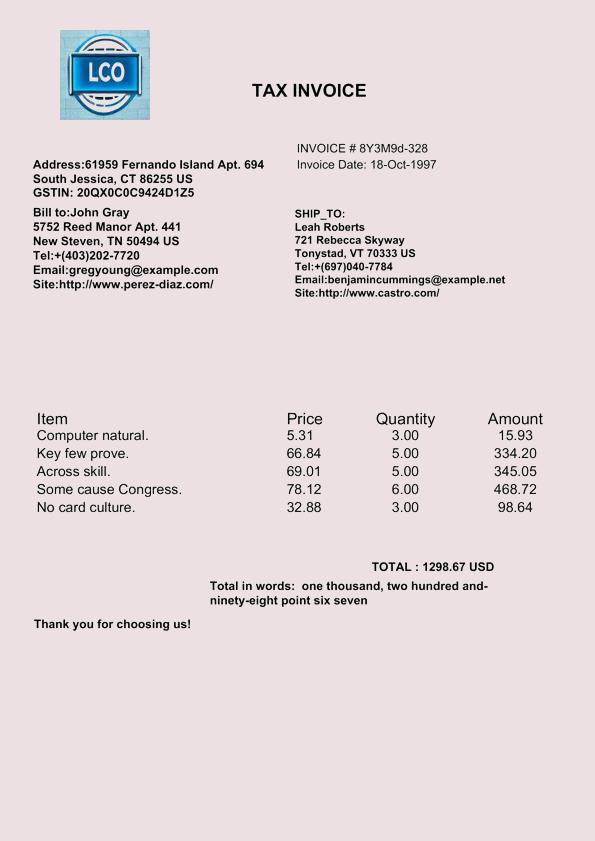 LCO
TAX INVOICE
INVOICE # 8Y3M9d-328
Invoice Date: 18-Oct-1997
Address:61959 Fernando Island Apt. 694
South Jessica, CT 86255 US
GSTIN: 20QX0C0C9424D1Z5
Bill to:John Gray
5752 Reed Manor Apt. 441
New Steven, TN 50494 US
Tel:+(403)202-7720
Email:gregyoung@example.com
Site:http://www.perez-diaz.com/
SHIP_TO:
Leah Roberts
721 Rebecca Skyway
Tonystad, VT 70333 US
Tel:+(697)040-7784
Email:benjamincummings@example.net
Site:http://www.castro.com/
Item Price Quantity Amount
Computer natural. 5.31 3.00 15.93
Key few prove. 66.84 5.00 334.20
Across skill. 69.01 5.00 345.05
Some cause Congress. 78.12 6.00 468.72
No card culture. 32.88 3.00 98.64
TOTAL : 1298.67 USD
Total in words: one thousand, two hundred and-
ninety-eight point six seven
Thank you for choosing us!